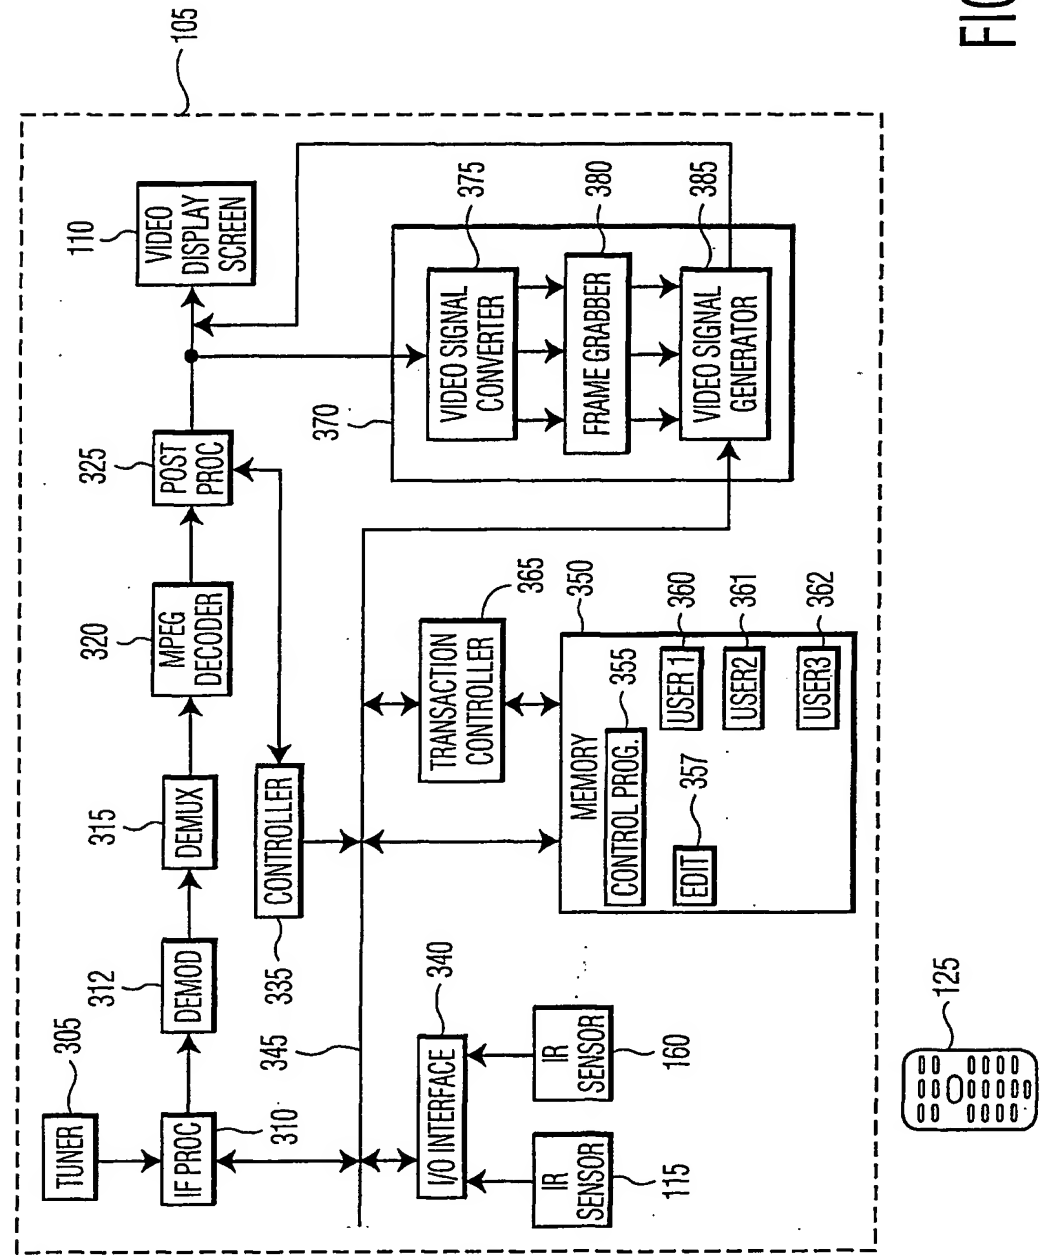 FIG
105
110
VIDEO
DISPLAY
SCREEN
325
POST
PROC
320
MPEG
DECODER
315
DEMUX
312
DEMOD
305
TUNER
IF PROC
310
CONTROLLER
335
345
370
VIDEO SIGNAL
CONVERTER
375
FRAME GRABBER
380
VIDEO SIGNAL
GENERATOR
385
TRANSACTION
CONTROLLER
365
MEMORY
350
CONTROL PROG.
355
EDIT
357
USER 1
360
USER2
361
USER3
362
I/O INTERFACE
340
IR
SENSOR
115
IR
SENSOR
160
125